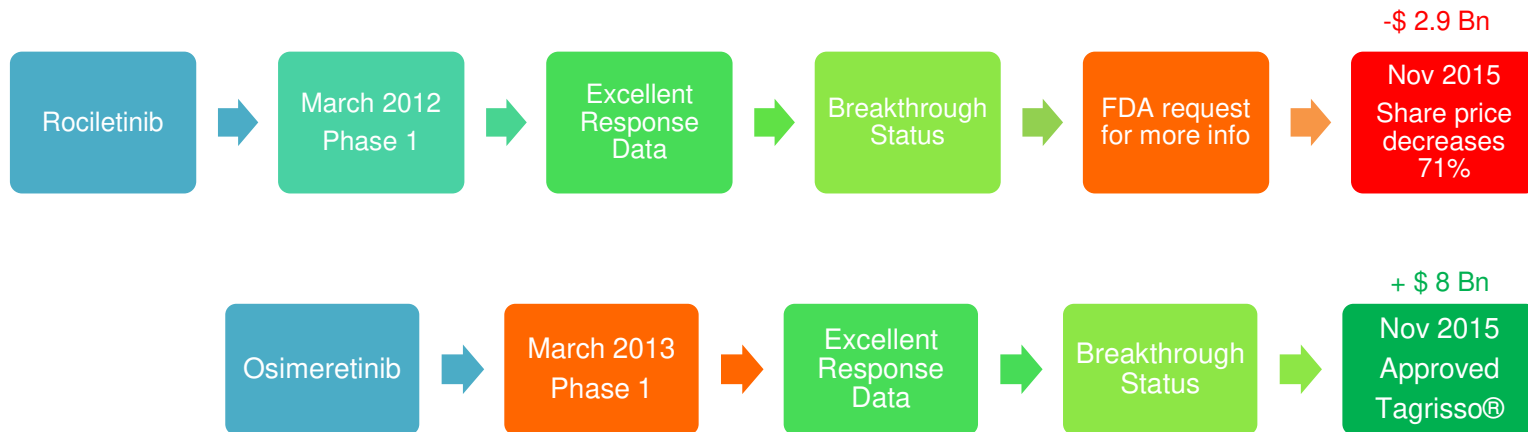 -$ 2.9 Bn
Rociletinib
March 2012
Phase 1
Excellent
Response
Data
Breakthrough
Status
FDA request
for more info
Nov 2015
Share price
decreases
71%
+ $ 8 Bn
Osimeretinib
March 2013
Phase 1
Excellent
Response
Data
Breakthrough
Status
Nov 2015
Approved
Tagrisso®